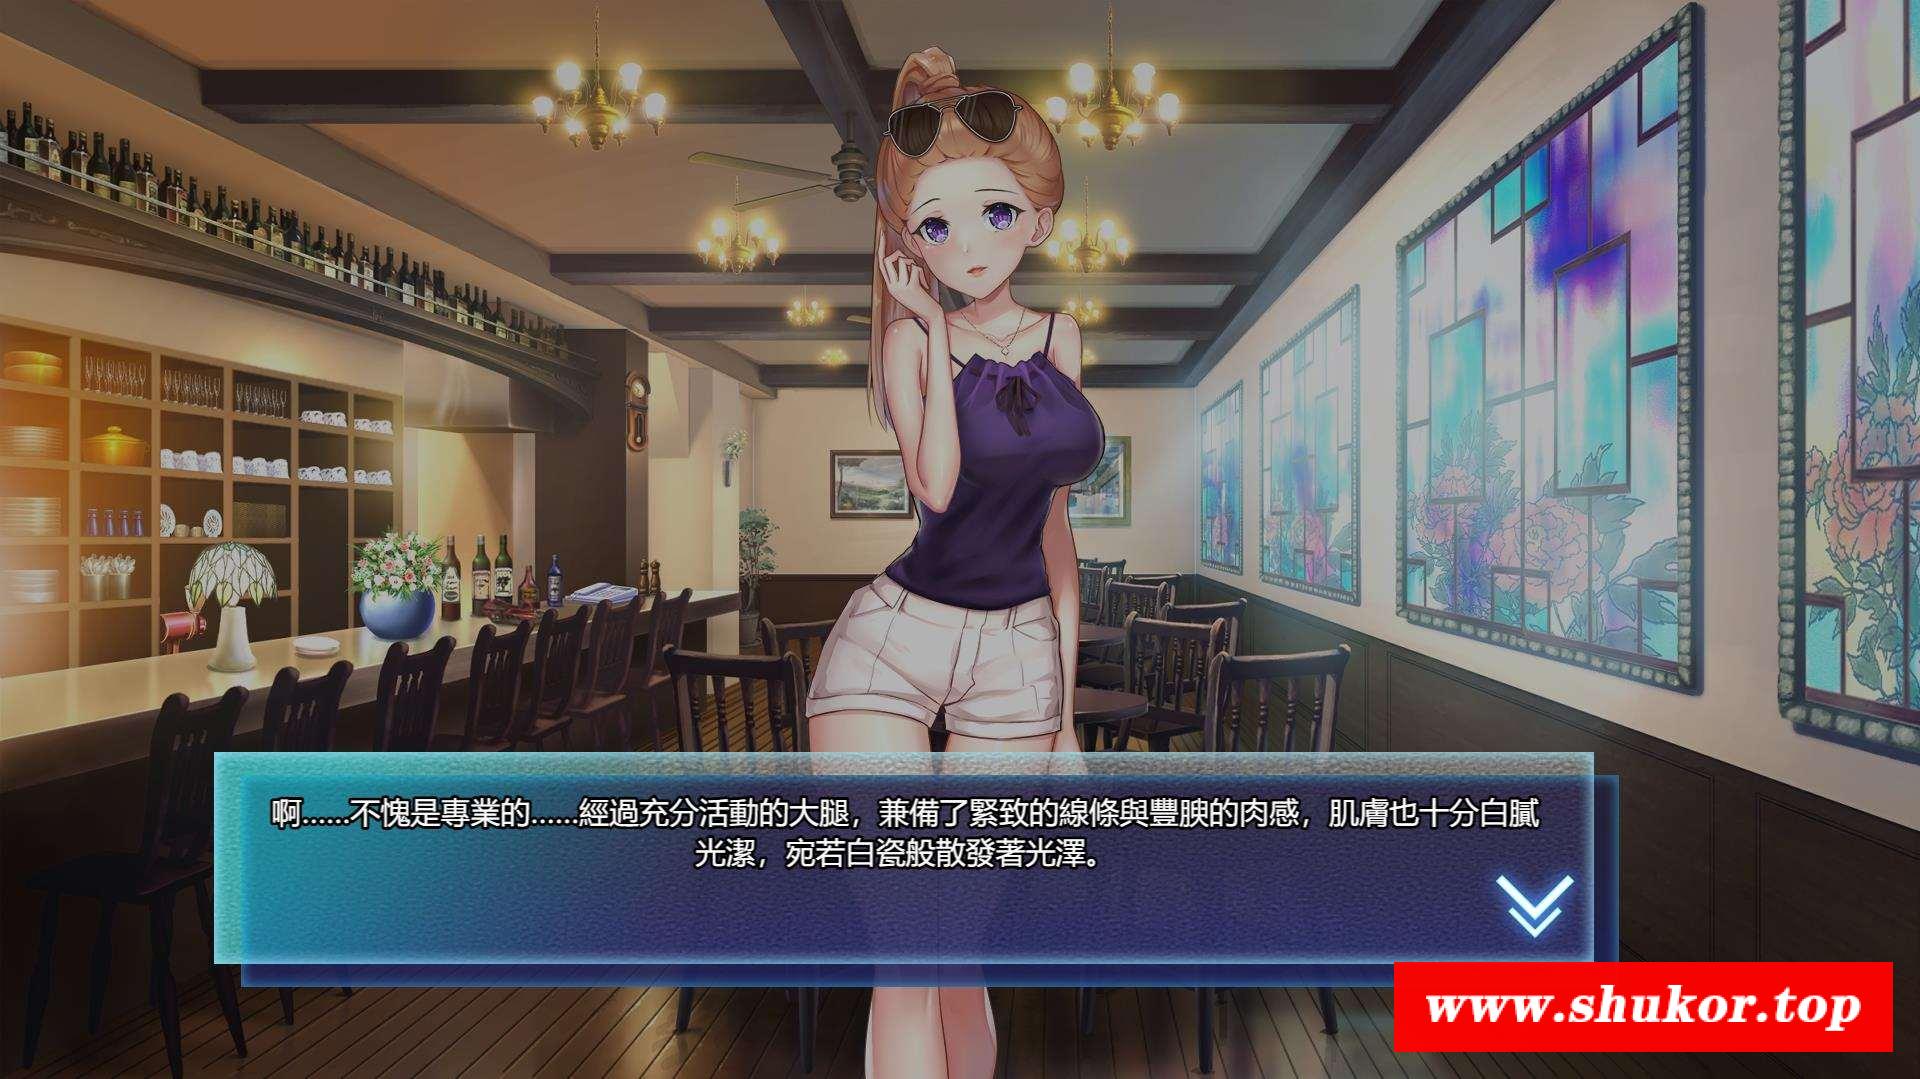 啊......不愧是專業的......經過充分活動的大腿，兼備了緊致的線條與豐腴的肉感，肌膚也十分白膩
光潔，宛若白瓷般散發著光澤。
www.shukor.top